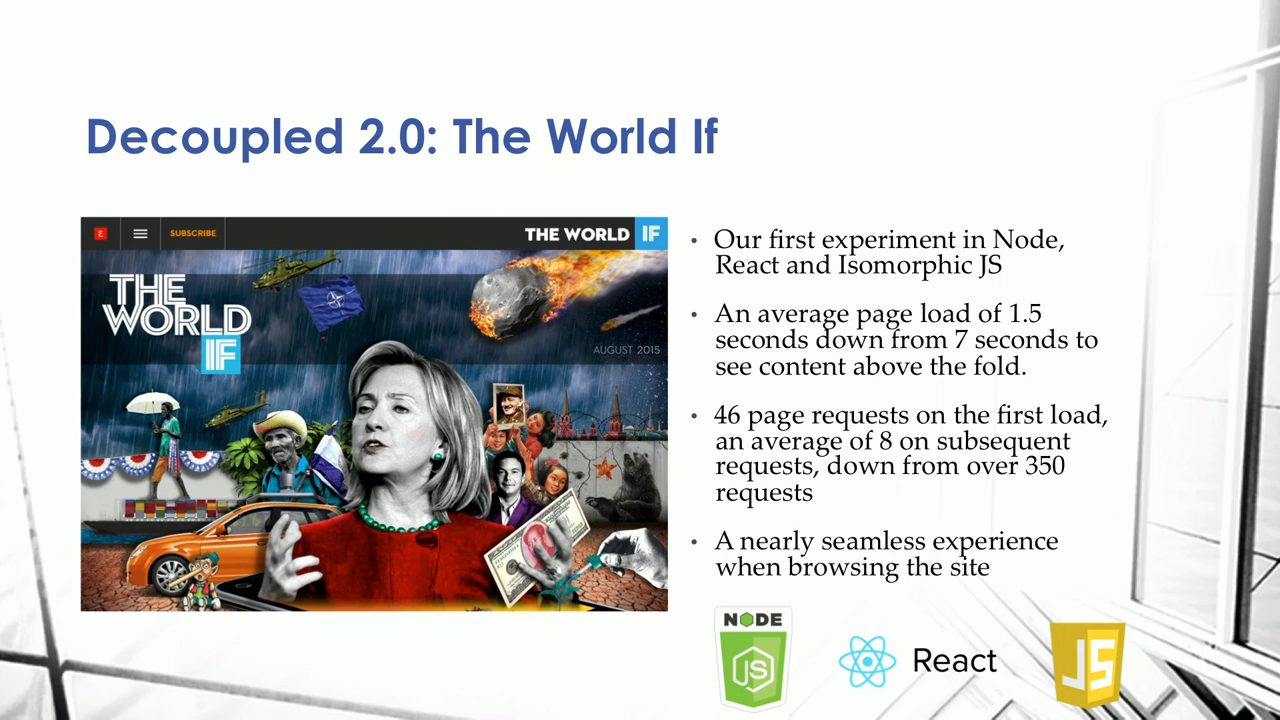 Decoupled 2.0: The World If
E
SUBSCRIBE
THE WORLD IF
THE
WORLD
IF
AUGUST 2015
• Our first experiment in Node,
React and Isomorphic JS
• An average page load of 1.5
seconds down from 7 seconds to
see content above the fold.
• 46 page requests on the first load,
an average of 8 on subsequent
requests, down from over 350
requests
• A nearly seamless experience
when browsing the site
NODE
JS
React
JS